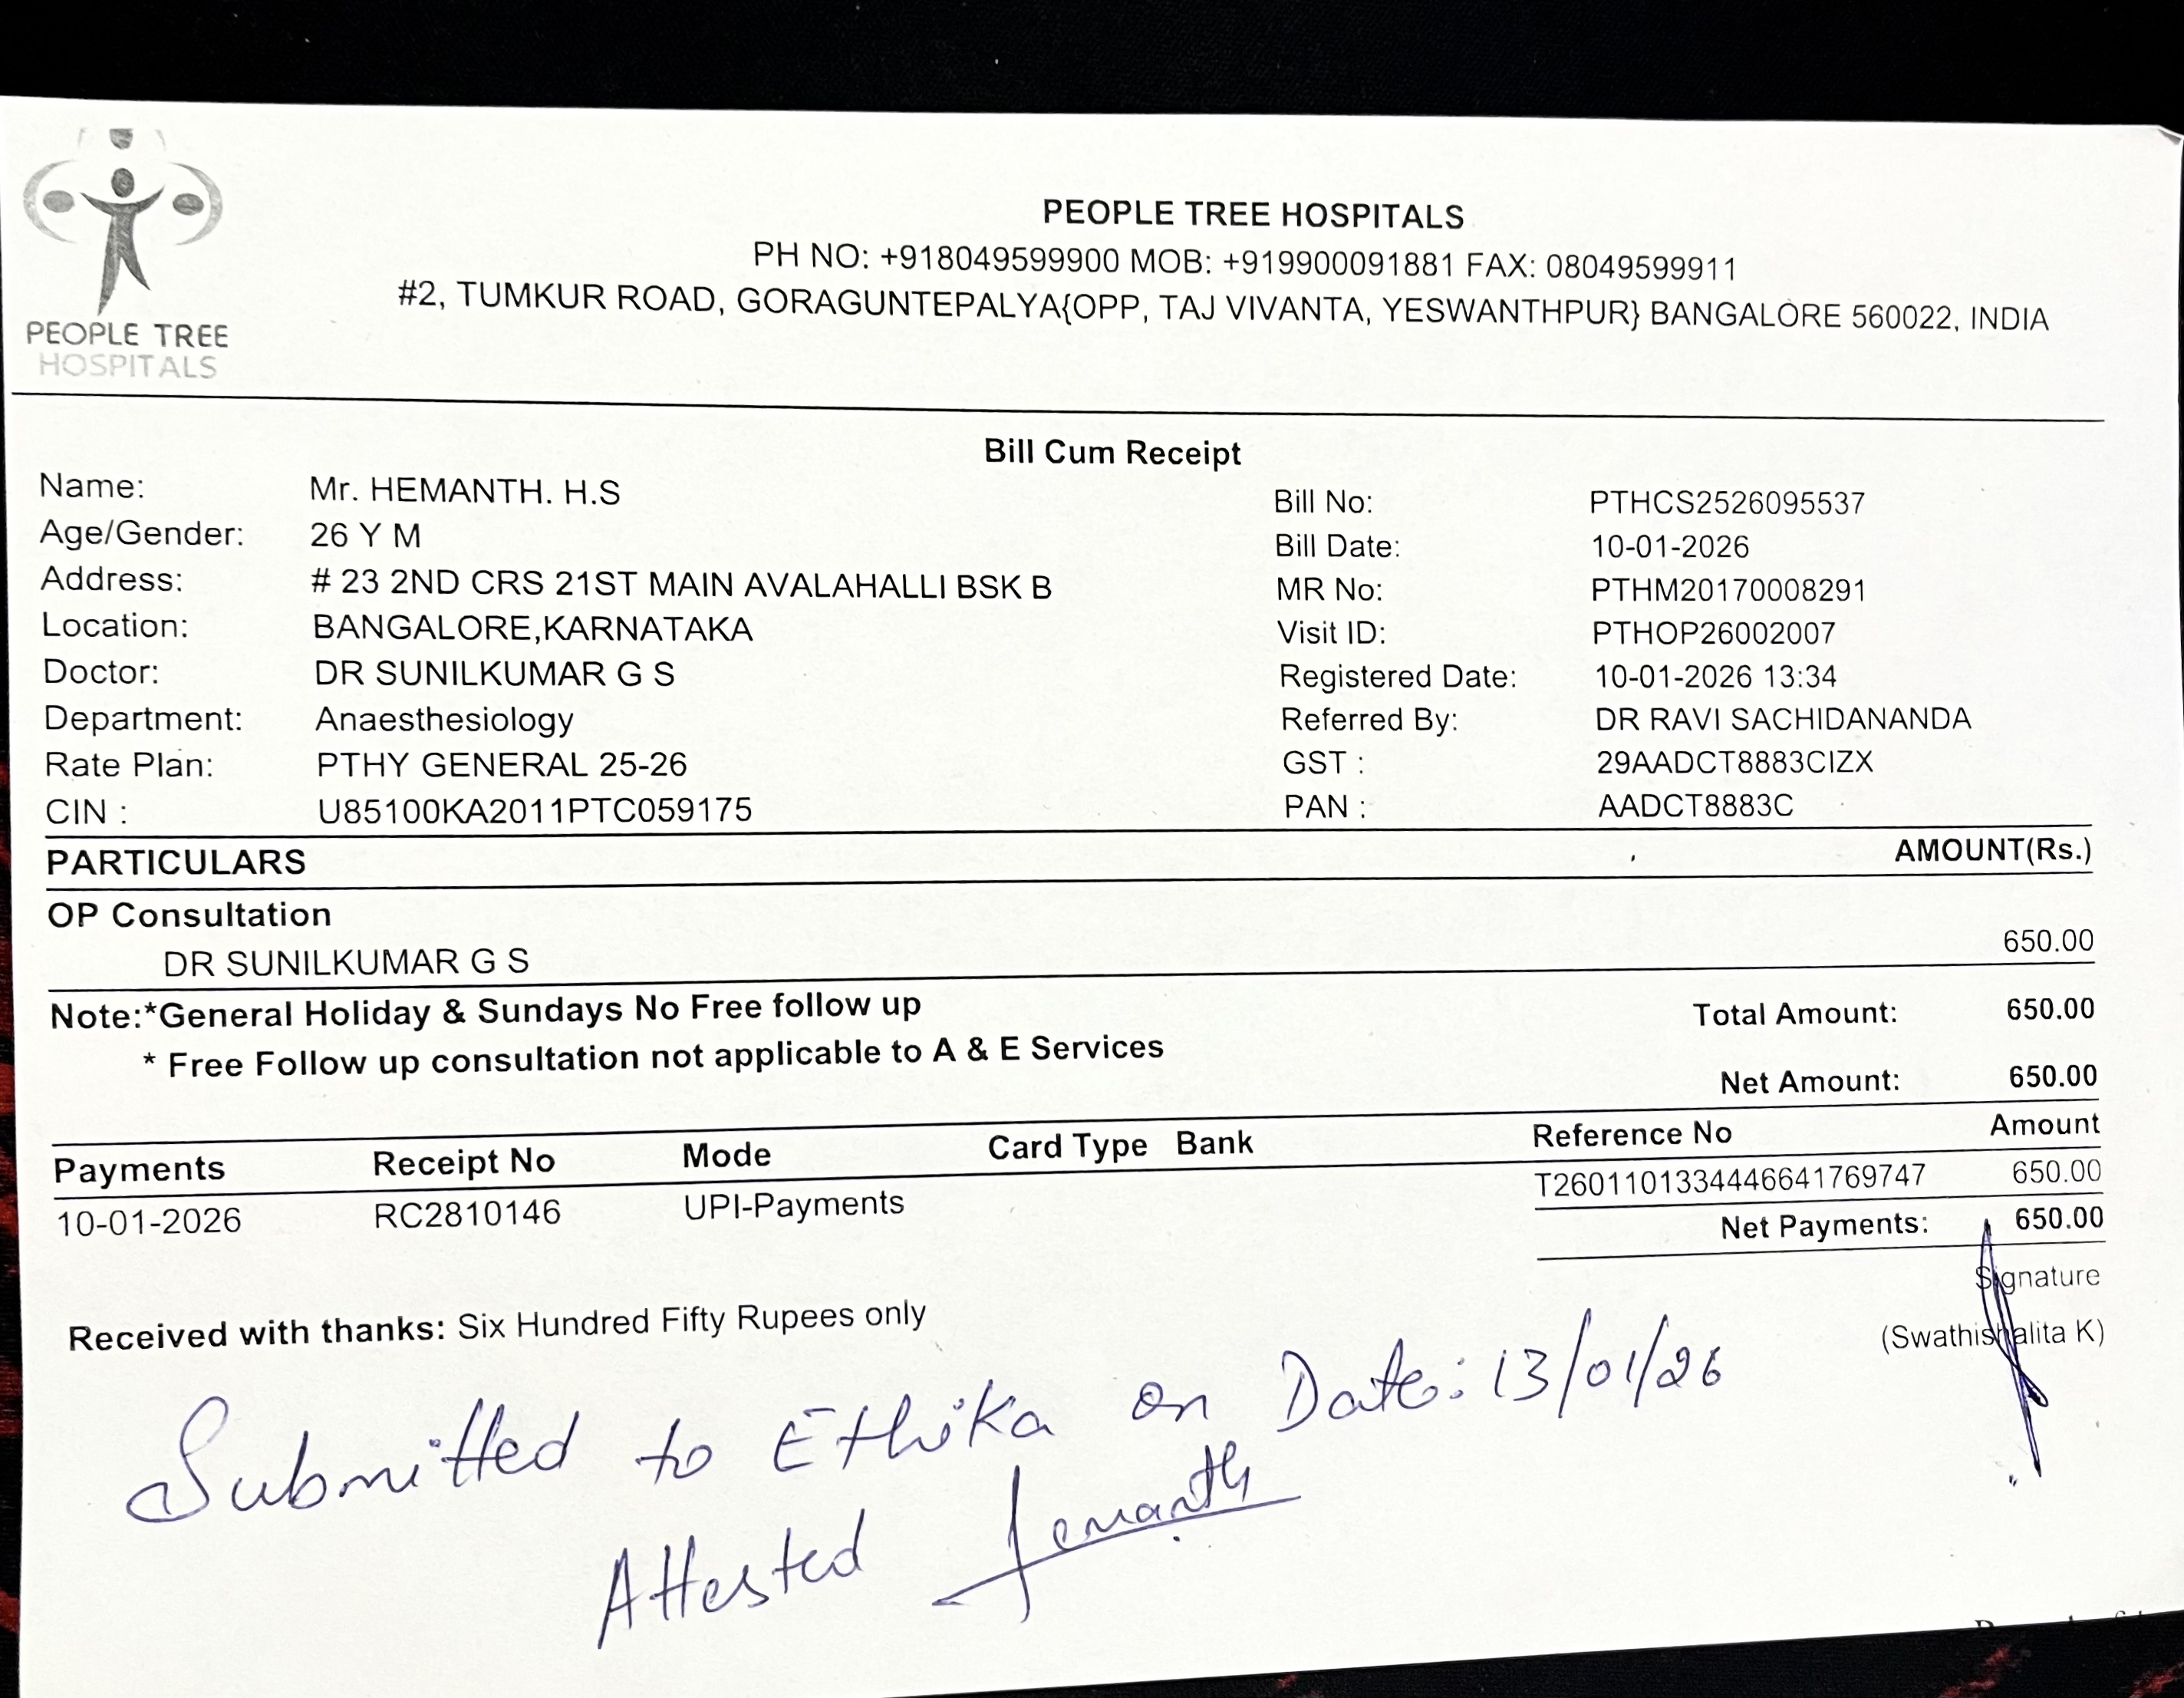 PEOPLE TREE
HOSPITALS
PEOPLE TREE HOSPITALS
PH NO: +918049599900 MOB: +919900091881 FAX: 08049599911
#2, TUMKUR ROAD, GORAGUNTEPALYA{OPP, TAJ VIVANTA, YESWANTHPUR} BANGALORE 560022, INDIA
Bill Cum Receipt
Name: Mr. HEMANTH. H.S Bill No: PTHCS2526095537
Age/Gender: 26 Y M Bill Date: 10-01-2026
Address: # 23 2ND CRS 21ST MAIN AVALAHALLI BSK B MR No: PTHM20170008291
Location: BANGALORE,KARNATAKA Visit ID: PTHOP26002007
Doctor: DR SUNILKUMAR G S Registered Date: 10-01-2026 13:34
Department: Anaesthesiology Referred By: DR RAVI SACHIDANANDA
Rate Plan: PTHY GENERAL 25-26 GST : 29AADCT8883CIZX
CIN : U85100KA2011PTC059175 PAN : AADCT8883C
PARTICULARS AMOUNT(Rs.)
OP Consultation
DR SUNILKUMAR G S 650.00
Note:*General Holiday & Sundays No Free follow up Total Amount: 650.00
* Free Follow up consultation not applicable to A & E Services
Net Amount: 650.00
Payments Receipt No Mode Card Type Bank Reference No Amount
10-01-2026 RC2810146 UPI-Payments T2601101334446641769747 650.00
Net Payments: 650.00
Signature
Received with thanks: Six Hundred Fifty Rupees only
(Swathishalita K)
Submitted to Ethika on Date: 13/01/26
Attested Hemanth